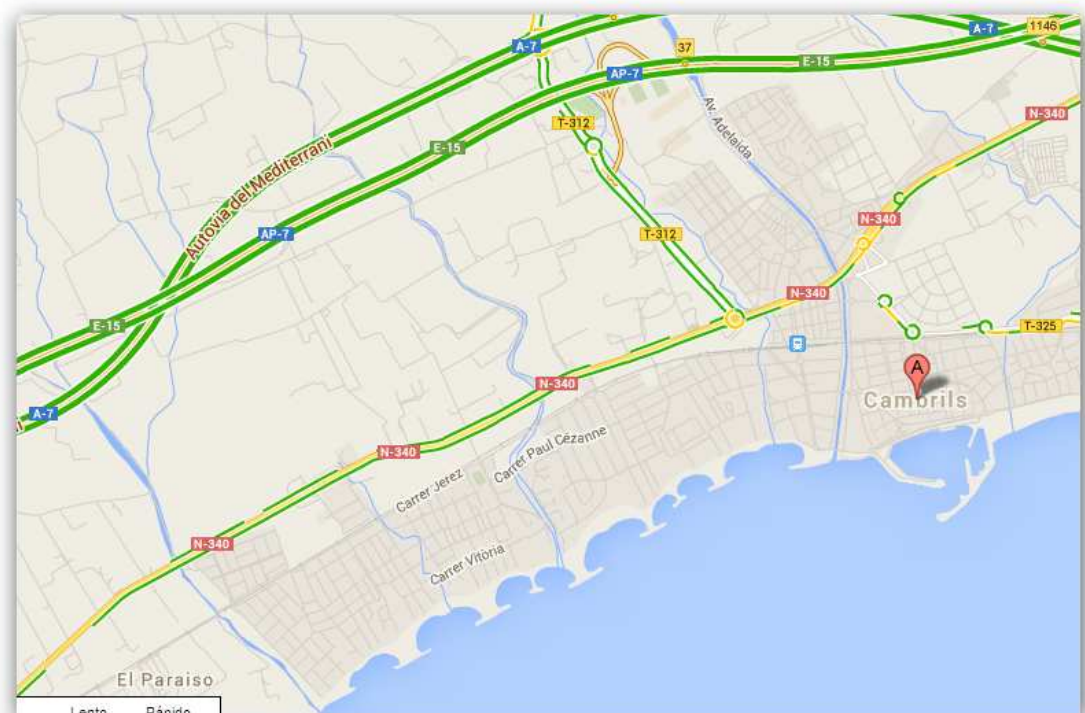 A-7
37
A-7
1146
AP-7
E-15
T-312
Av. Adelaida
N-340
E-15
Autovia del Mediterrani
N-340
AP-7
T-312
N-340
E-15
T-325
A
N-340
Cambrils
A-7
N-340
Carrer Paul Cézanne
Carrer Jerez
N-340
Carrer Vitòria
El Paraiso
Lento Rápido